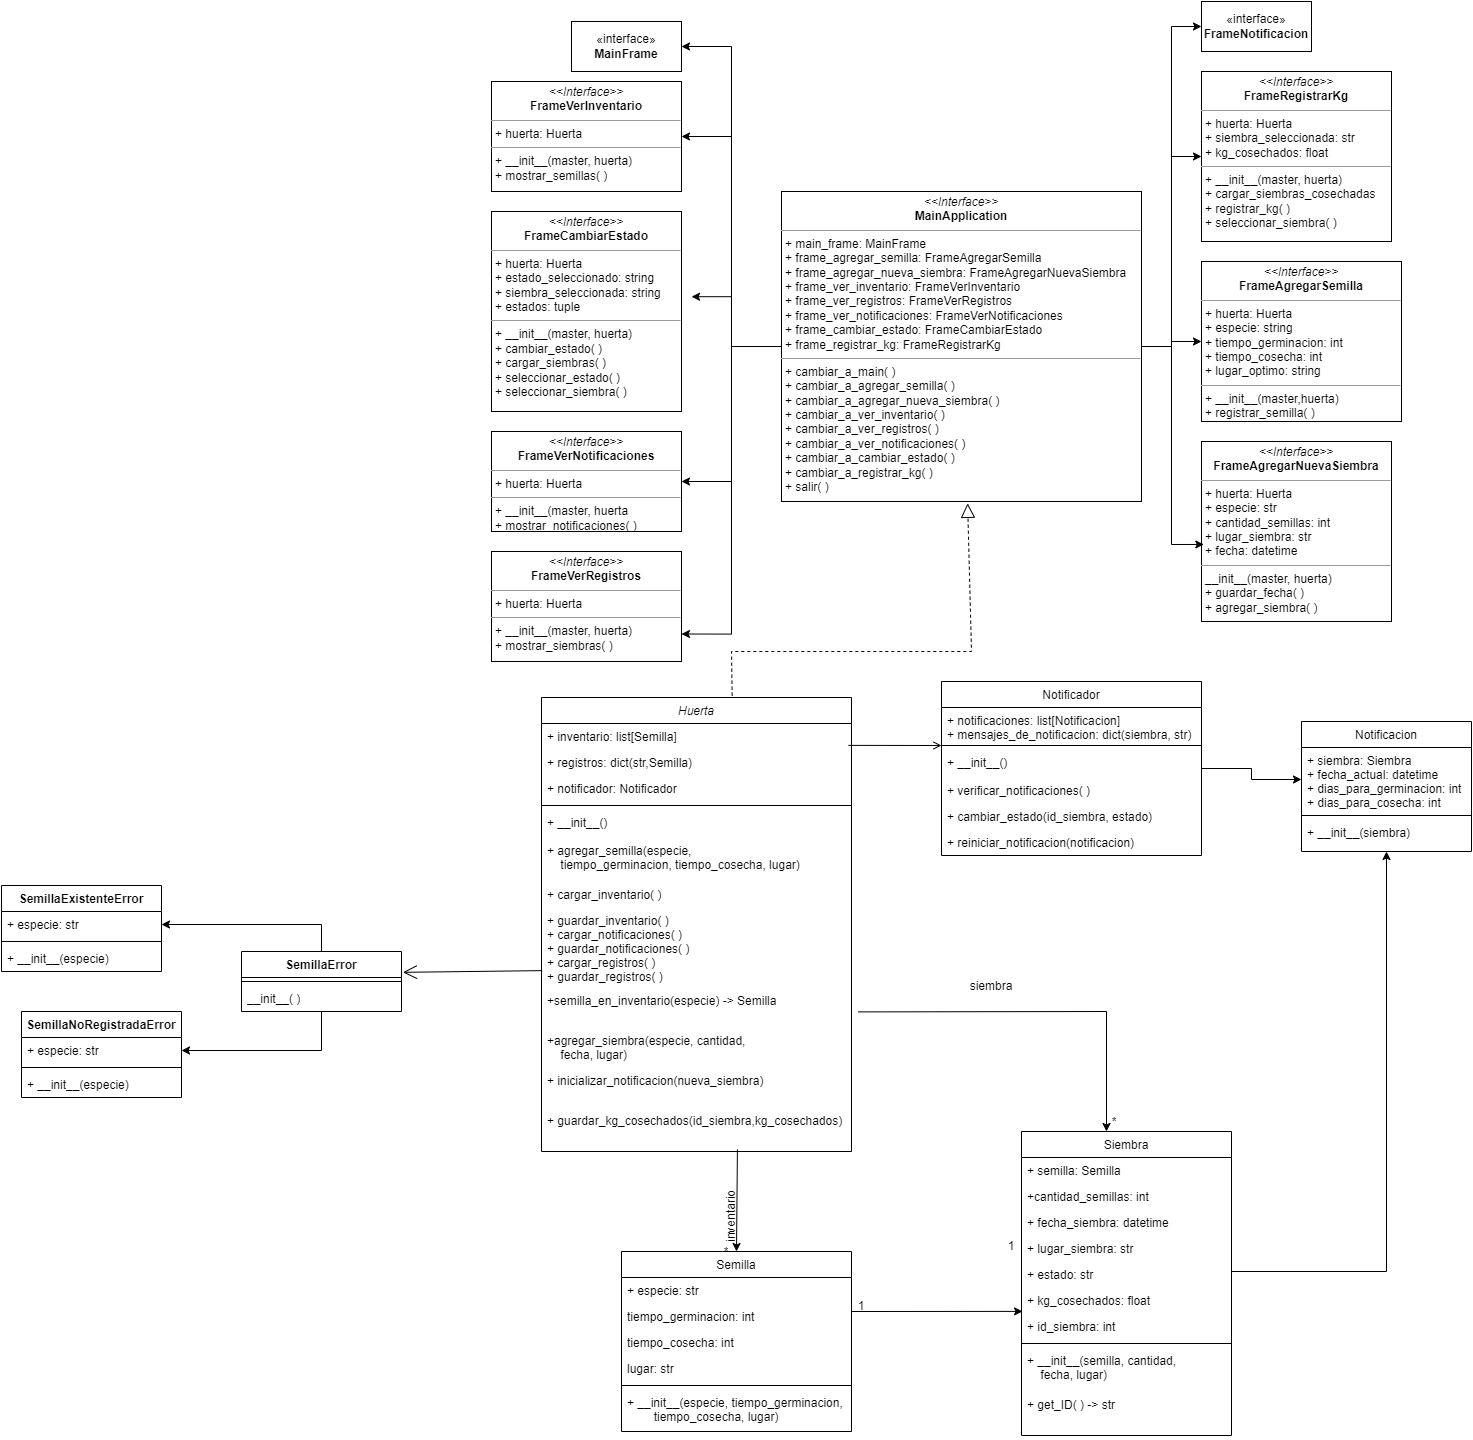 «interface»
MainFrame
<<Interface>>
FrameVerInventario
+ huerta: Huerta
+ __init__(master, huerta)
+ mostrar_semillas( )
<<Interface>>
FrameCambiarEstado
+ huerta: Huerta
+ estado_seleccionado: string
+ siembra_seleccionada: string
+ estados: tuple
+ __init__(master, huerta)
+ cambiar_estado( )
+ cargar_siembras( )
+ seleccionar_estado( )
+ seleccionar_siembra( )
<<Interface>>
FrameVerNotificaciones
+ huerta: Huerta
+ __init__(master, huerta
+ mostrar_notificaciones( )
<<Interface>>
FrameVerRegistros
+ huerta: Huerta
+ __init__(master, huerta)
+ mostrar_siembras( )
<<Interface>>
MainApplication
+ main_frame: MainFrame
+ frame_agregar_semilla: FrameAgregarSemilla
+ frame_agregar_nueva_siembra: FrameAgregarNuevaSiembra
+ frame_ver_inventario: FrameVerInventario
+ frame_ver_registros: FrameVerRegistros
+ frame_ver_notificaciones: FrameVerNotificaciones
+ frame_cambiar_estado: FrameCambiarEstado
+ frame_registrar_kg: FrameRegistrarKg
+ cambiar_a_main( )
+ cambiar_a_agregar_semilla( )
+ cambiar_a_agregar_nueva_siembra( )
+ cambiar_a_ver_inventario( )
+ cambiar_a_ver_registros( )
+ cambiar_a_ver_notificaciones( )
+ cambiar_a_cambiar_estado( )
+ cambiar_a_registrar_kg( )
+ salir( )
«interface»
FrameNotificacion
<<Interface>>
FrameRegistrarKg
+ huerta: Huerta
+ siembra_seleccionada: str
+ kg_cosechados: float
+ __init__(master, huerta)
+ cargar_siembras_cosechadas
+ registrar_kg( )
+ seleccionar_siembra( )
<<Interface>>
FrameAgregarSemilla
+ huerta: Huerta
+ especie: string
+ tiempo_germinacion: int
+ tiempo_cosecha: int
+ lugar_optimo: string
+ __init__(master,huerta)
+ registrar_semilla( )
<<Interface>>
FrameAgregarNuevaSiembra
+ huerta: Huerta
+ especie: str
+ cantidad_semillas: int
+ lugar_siembra: str
+ fecha: datetime
__init__(master, huerta)
+ guardar_fecha( )
+ agregar_siembra( )
Huerta
+ inventario: list[Semilla]
+ registros: dict(str,Semilla)
+ notificador: Notificador
+ __init__()
+ agregar_semilla(especie,
tiempo_germinacion, tiempo_cosecha, lugar)
+ cargar_inventario( )
+ guardar_inventario( )
+ cargar_notificaciones( )
+ guardar_notificaciones( )
+ cargar_registros( )
+ guardar_registros( )
+semilla_en_inventario(especie) -> Semilla
+agregar_siembra(especie, cantidad,
fecha, lugar)
+ inicializar_notificacion(nueva_siembra)
+ guardar_kg_cosechados(id_siembra,kg_cosechados)
Notificador
+ notificaciones: list[Notificacion]
+ mensajes_de_notificacion: dict(siembra, str)
+ __init__()
+ verificar_notificaciones( )
+ cambiar_estado(id_siembra, estado)
+ reiniciar_notificacion(notificacion)
Notificacion
+ siembra: Siembra
+ fecha_actual: datetime
+ dias_para_germinacion: int
+ dias_para_cosecha: int
+ __init__(siembra)
SemillaExistenteError
+ especie: str
+ __init__(especie)
SemillaError
__init__( )
SemillaNoRegistradaError
+ especie: str
+ __init__(especie)
siembra
*
inventario
*
Semilla
+ especie: str
tiempo_germinacion: int
tiempo_cosecha: int
lugar: str
+ __init__(especie, tiempo_germinacion,
tiempo_cosecha, lugar)
1
1
Siembra
+ semilla: Semilla
+cantidad_semillas: int
+ fecha_siembra: datetime
+ lugar_siembra: str
+ estado: str
+ kg_cosechados: float
+ id_siembra: int
+ __init__(semilla, cantidad,
fecha, lugar)
+ get_ID( ) -> str